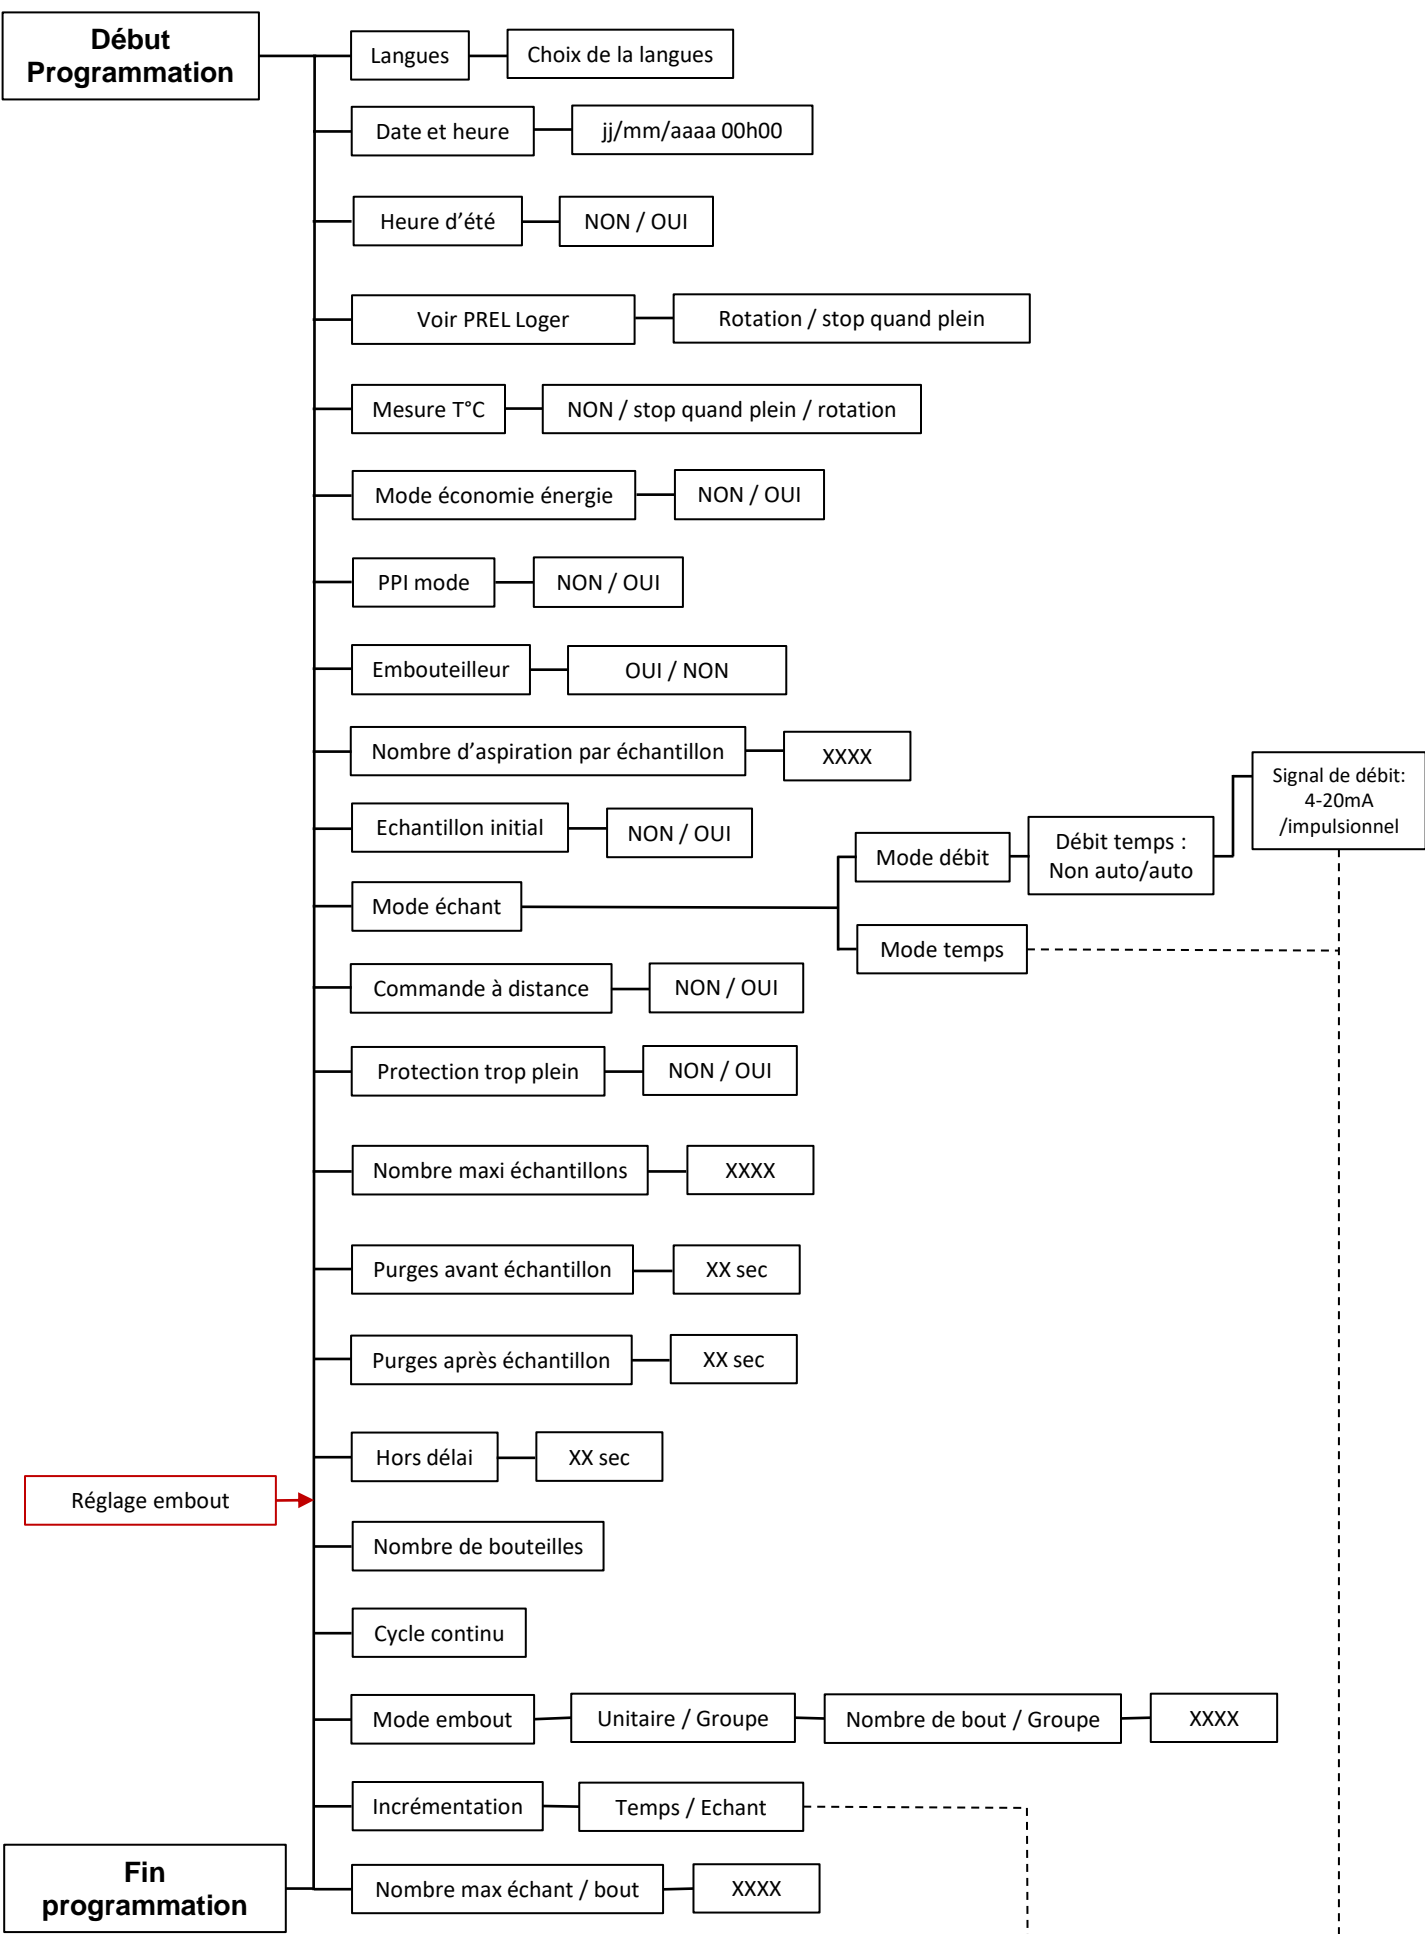 Début
Programmation
Langues
Choix de la langues
Date et heure
jj/mm/aaaa 00h00
Heure d’été
NON / OUI
Voir PREL Loger
Rotation / stop quand plein
Mesure T°C
NON / stop quand plein / rotation
Mode économie énergie
NON / OUI
PPI mode
NON / OUI
Embouteilleur
OUI / NON
Nombre d’aspiration par échantillon
XXXX
Signal de débit:
4-20mA
/impulsionnel
Echantillon initial
NON / OUI
Mode débit
Débit temps :
Non auto/auto
Mode échant
Mode temps
Commande à distance
NON / OUI
Protection trop plein
NON / OUI
Nombre maxi échantillons
XXXX
Purges avant échantillon
XX sec
Purges après échantillon
XX sec
Hors délai
XX sec
Réglage embout
Nombre de bouteilles
Cycle continu
Mode embout
Unitaire / Groupe
Nombre de bout / Groupe
XXXX
Incrémentation
Temps / Echant
Fin
programmation
Nombre max échant / bout
XXXX